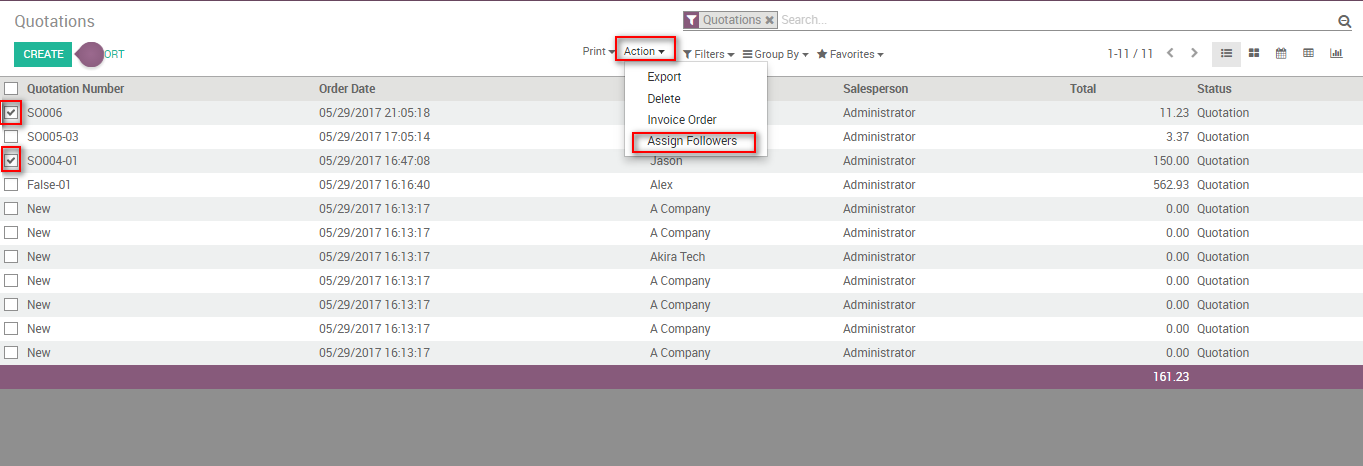 Quotations
Quotations ✖ Search...
CREATE ORT
Print Action Filters Group By Favorites 1-11 / 11
Export
Delete
Invoice Order
Assign Followers
Quotation Number Order Date Salesperson Total Status
SO006 05/29/2017 21:05:18 Administrator 11.23 Quotation
SO005-03 05/29/2017 17:05:14 Administrator 3.37 Quotation
SO004-01 05/29/2017 16:47:08 Jason Administrator 150.00 Quotation
False-01 05/29/2017 16:16:40 Alex Administrator 562.93 Quotation
New 05/29/2017 16:13:17 A Company Administrator 0.00 Quotation
New 05/29/2017 16:13:17 A Company Administrator 0.00 Quotation
New 05/29/2017 16:13:17 Akira Tech Administrator 0.00 Quotation
New 05/29/2017 16:13:17 A Company Administrator 0.00 Quotation
New 05/29/2017 16:13:17 A Company Administrator 0.00 Quotation
New 05/29/2017 16:13:17 A Company Administrator 0.00 Quotation
New 05/29/2017 16:13:17 A Company Administrator 0.00 Quotation
161.23